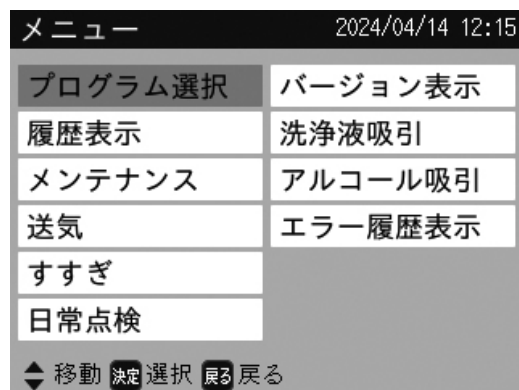 メニュー 2024/04/14 12:15
プログラム選択 バージョン表示
履歴表示 洗浄液吸引
メンテナンス アルコール吸引
送気 エラー履歴表示
すすぎ
日常点検
移動 決定 選択 戻る 戻る